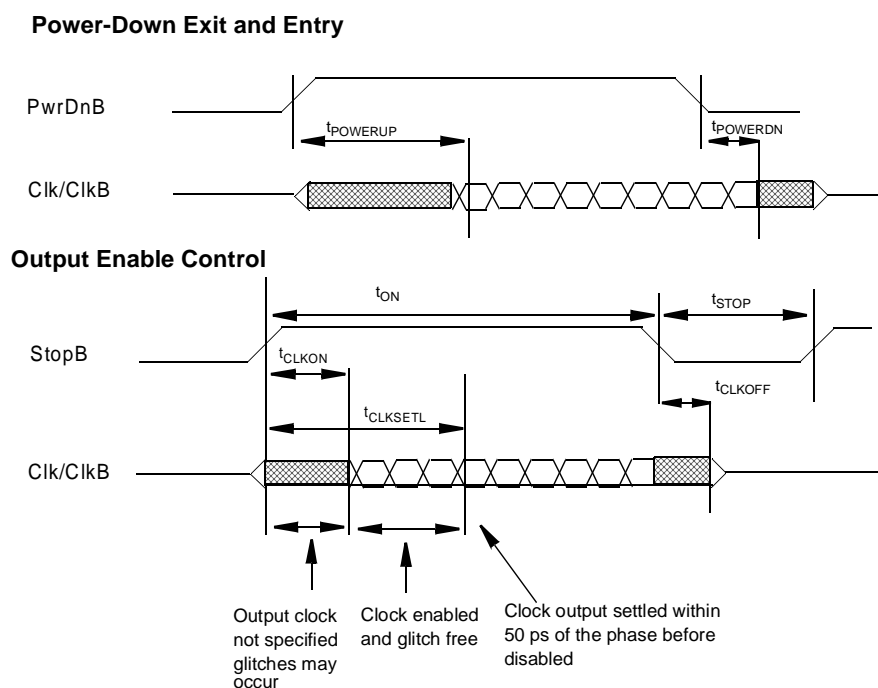 Power-Down Exit and Entry
PwrDnB
tPOWERUP
tPOWERDN
Clk/ClkB
Output Enable Control
tON
tSTOP
StopB
tCLKON
tCLKOFF
tCLKSETL
Clk/ClkB
Output clock
not specified
glitches may
occur
Clock enabled
and glitch free
Clock output settled within
50 ps of the phase before
disabled